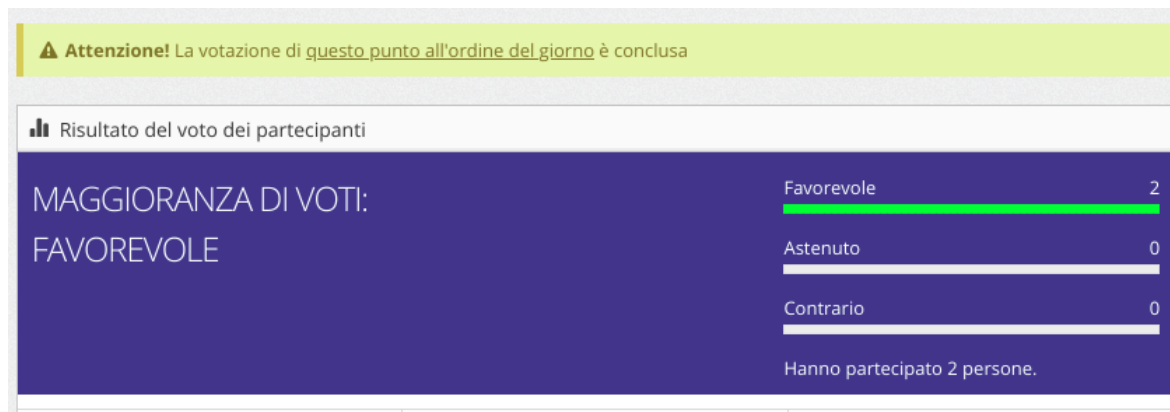 Attenzione! La votazione di questo punto all'ordine del giorno è conclusa
Risultato del voto dei partecipanti
MAGGIORANZA DI VOTI:
FAVOREVOLE
Favorevole 2
Astenuto 0
Contrario 0
Hanno partecipato 2 persone.